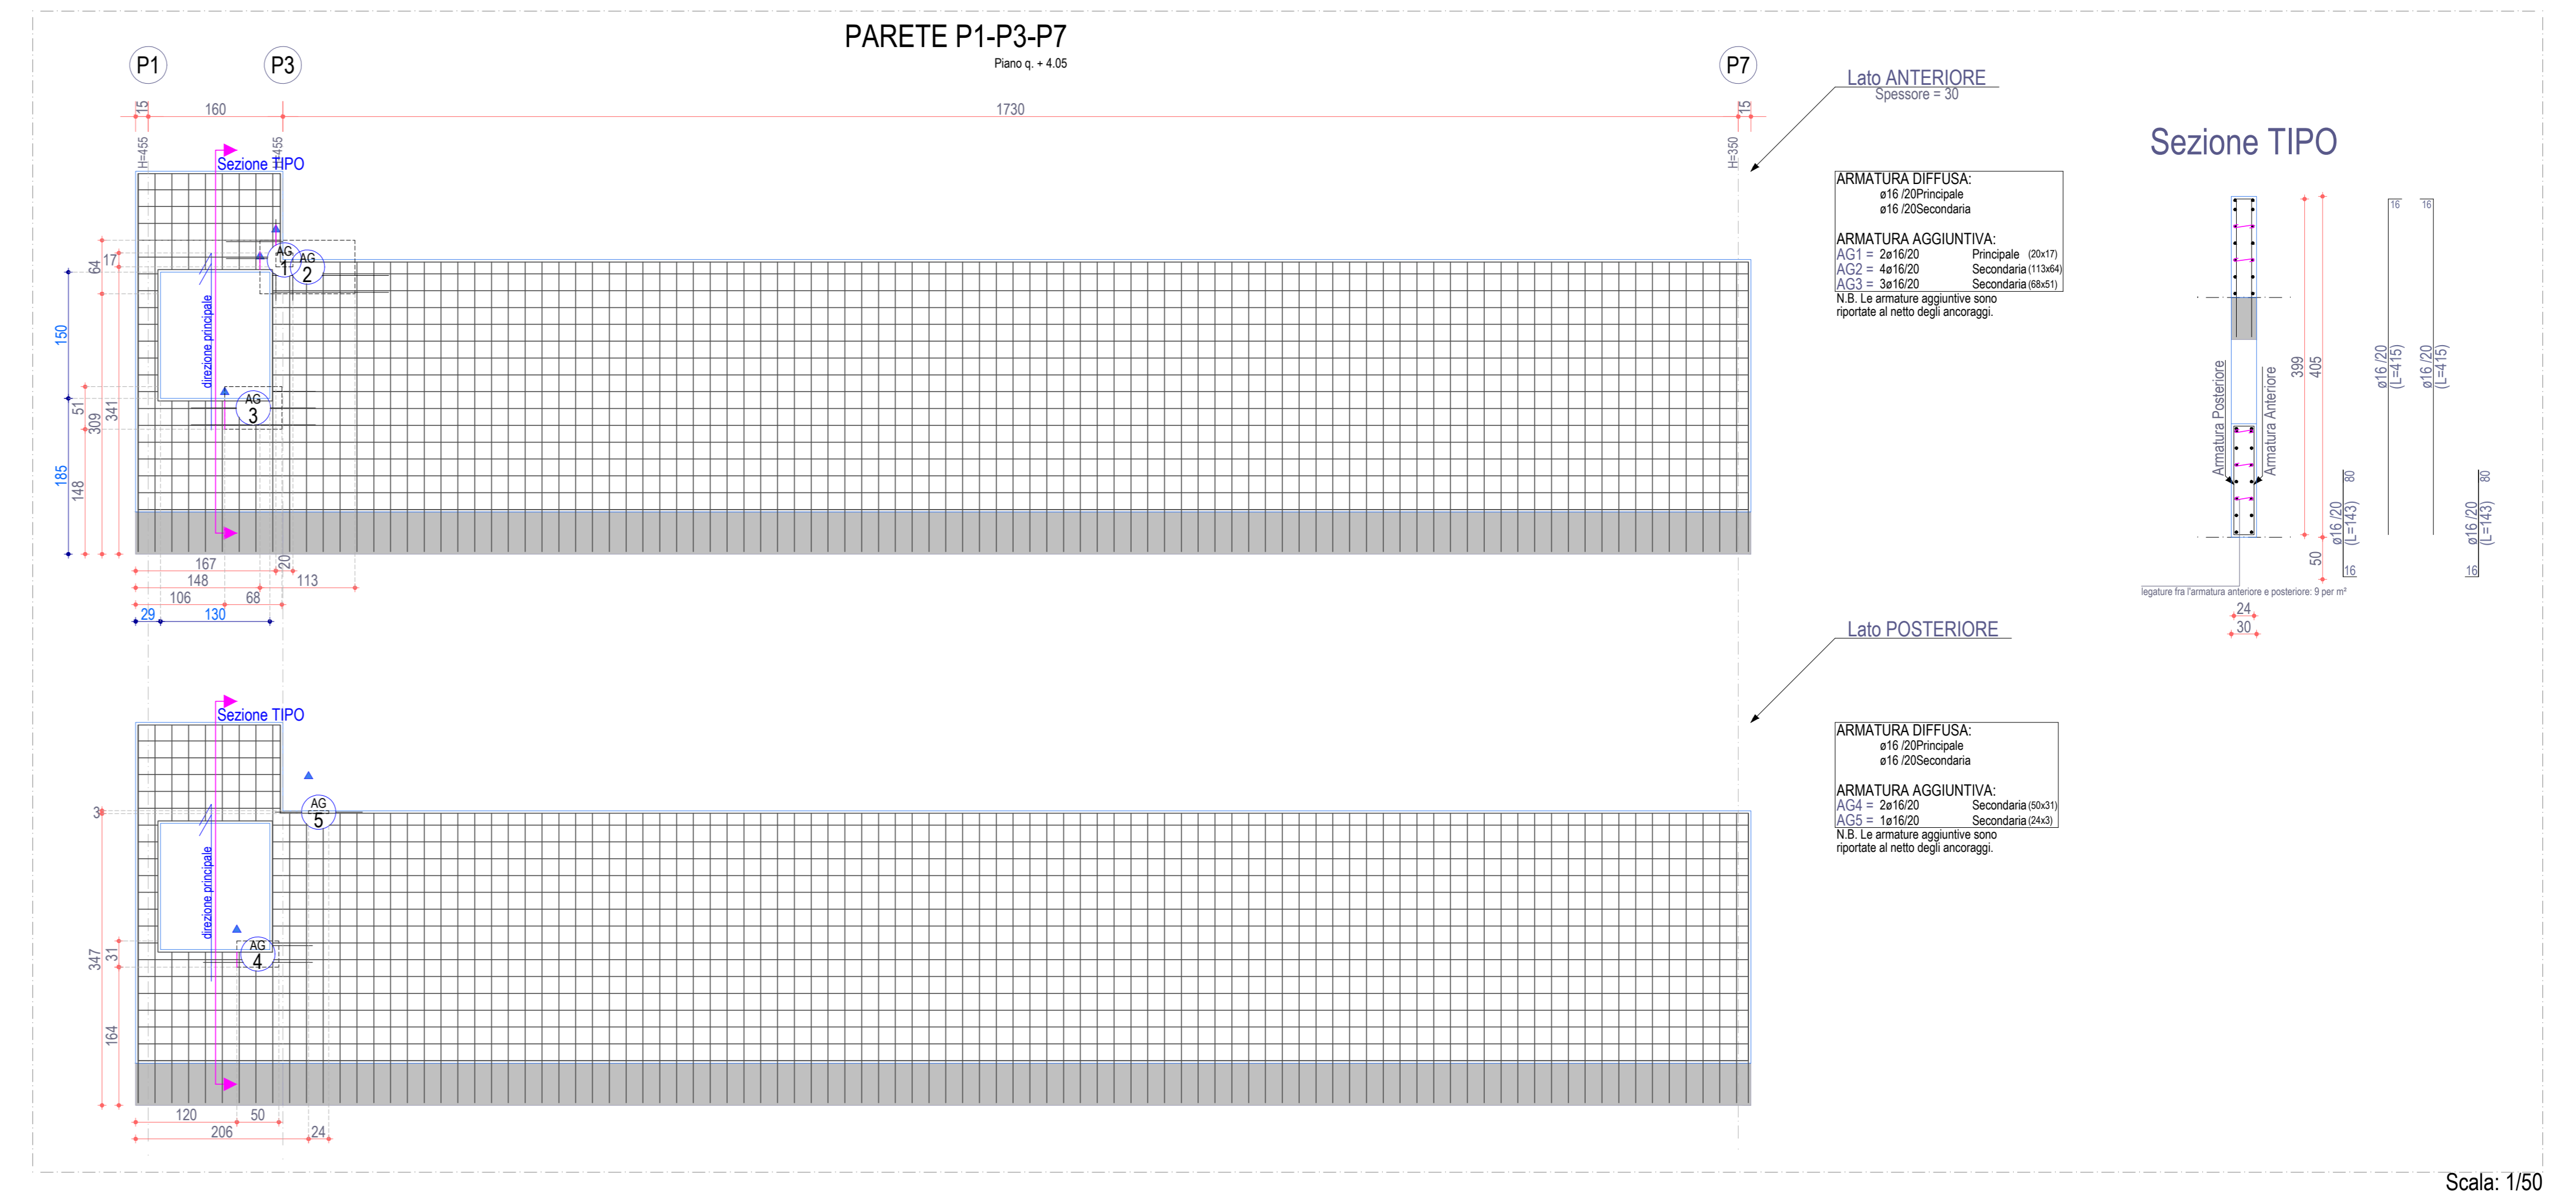 PARETE P1-P3-P7
Piano q. + 4.05
P1
P3
P7
15
160
1730
15
H=455
H=455
H=350
Lato ANTERIORE
Spessore = 30
Sezione TIPO
Sezione TIPO
ARMATURA DIFFUSA:
ø16 /20Principale
ø16 /20Secondaria
ARMATURA AGGIUNTIVA:
AG1 = 2ø16/20 Principale (20x17)
AG2 = 4ø16/20 Secondaria (113x64)
AG3 = 3ø16/20 Secondaria (68x51)
N.B. Le armature aggiuntive sono
riportate al netto degli ancoraggi.
AG
1
AG
2
AG
3
direzione principale
17
64
150
51
309
341
185
148
167
20
148
113
106
68
29
130
16
16
399
405
ø16 /20
(L=415)
ø16 /20
(L=415)
Armatura Posteriore
Armatura Anteriore
80
80
ø16 /20
(L=143)
ø16 /20
(L=143)
50
16
16
legature fra l'armatura anteriore e posteriore: 9 per m²
24
30
Lato POSTERIORE
Sezione TIPO
ARMATURA DIFFUSA:
ø16 /20Principale
ø16 /20Secondaria
ARMATURA AGGIUNTIVA:
AG4 = 2ø16/20 Secondaria (50x31)
AG5 = 1ø16/20 Secondaria (24x3)
N.B. Le armature aggiuntive sono
riportate al netto degli ancoraggi.
AG
5
AG
4
direzione principale
3
347
31
164
120
50
206
24
Scala: 1/50